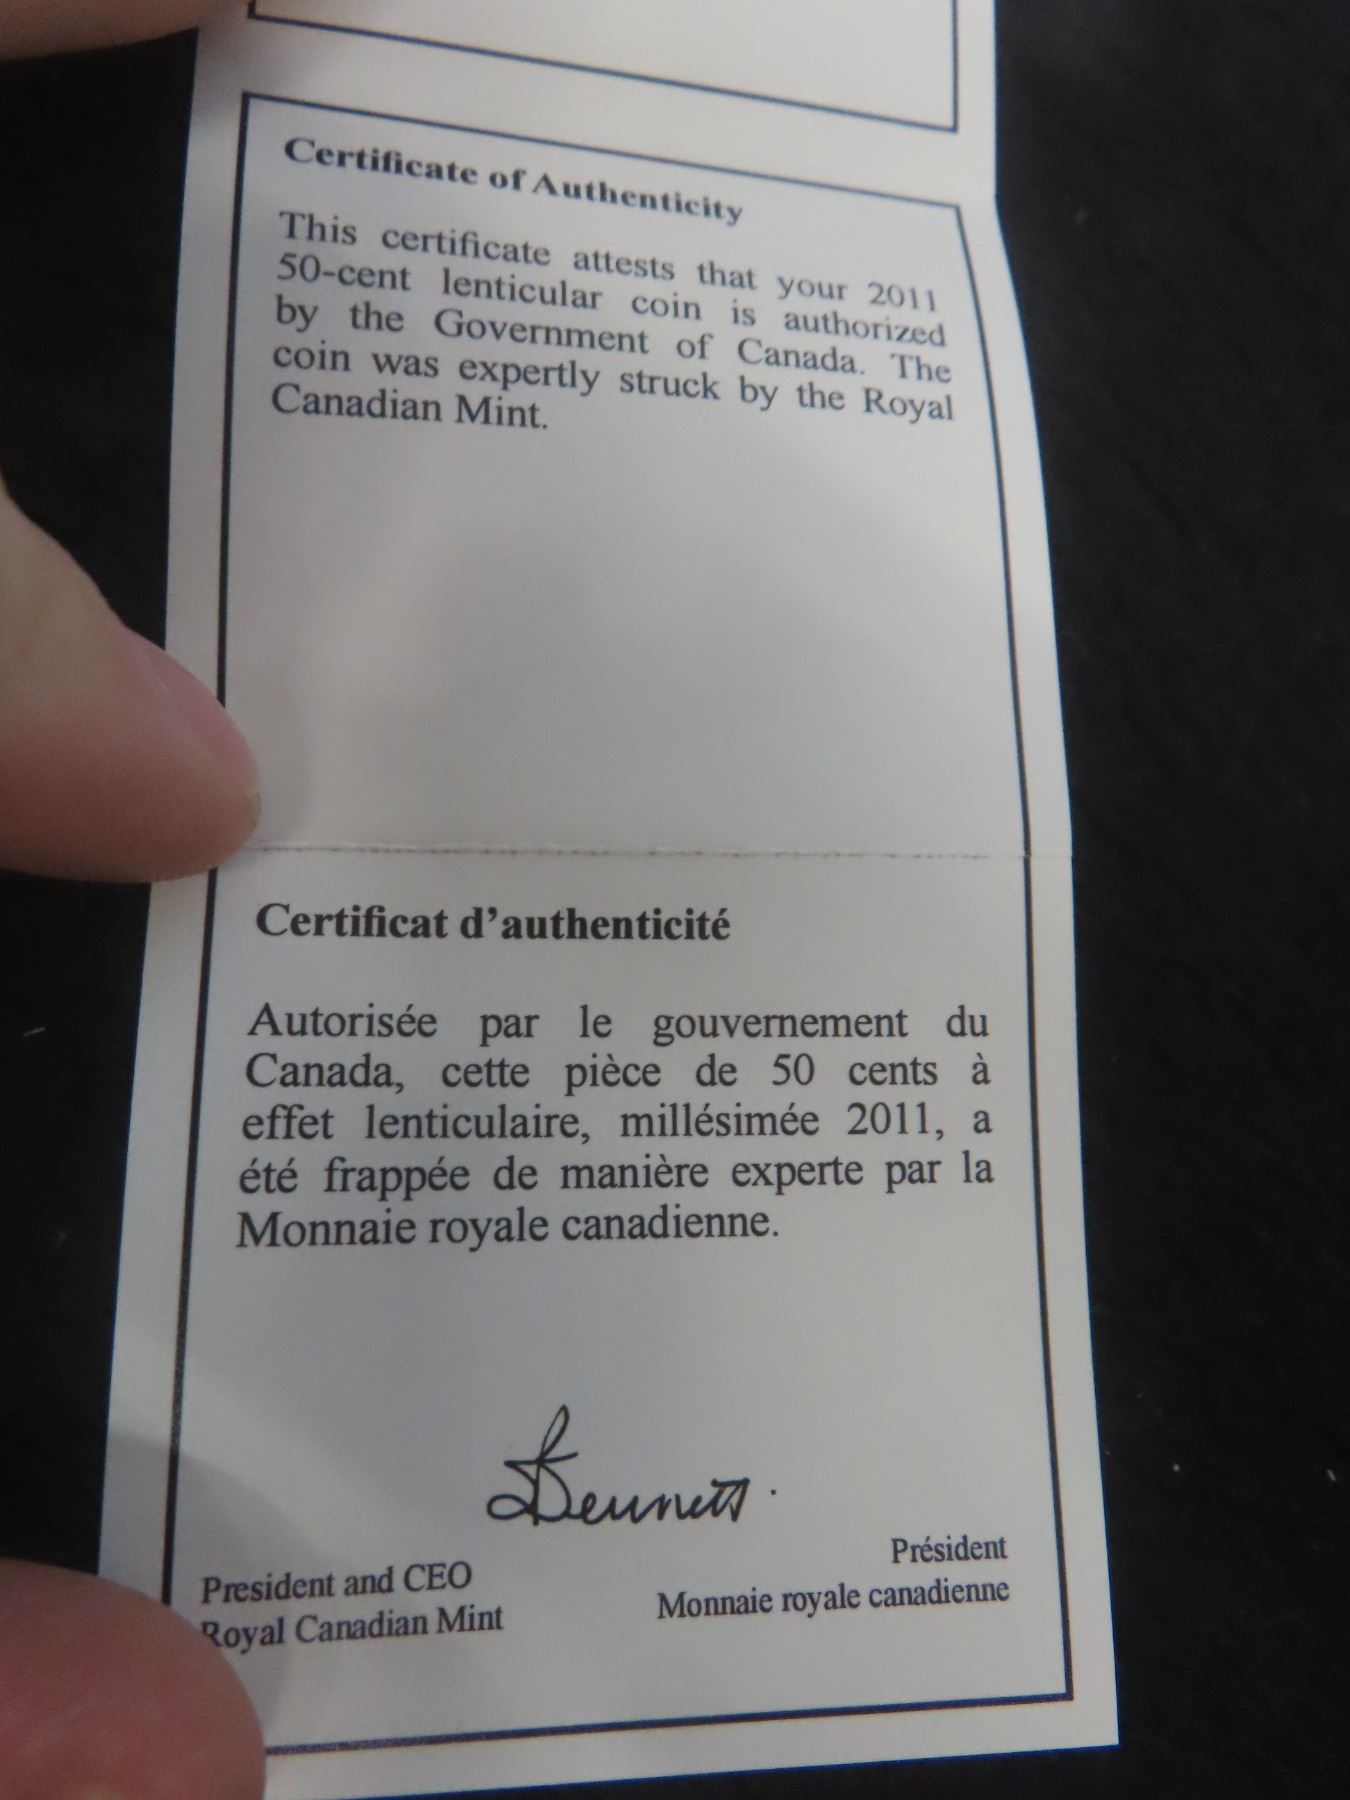 Certificate of Authenticity
This certificate attests that your 2011
50-cent lenticular coin is authorized
by the Government of Canada. The
coin was expertly struck by the Royal
Canadian Mint.
Certificat d'authenticité
Autorisée par le gouvernement du
Canada, cette pièce de 50 cents à
effet lenticulaire, millésimée 2011, a
été frappée de manière experte par la
Monnaie royale canadienne.
Bennett
President and CEO
Royal Canadian Mint
Président
Monnaie royale canadienne